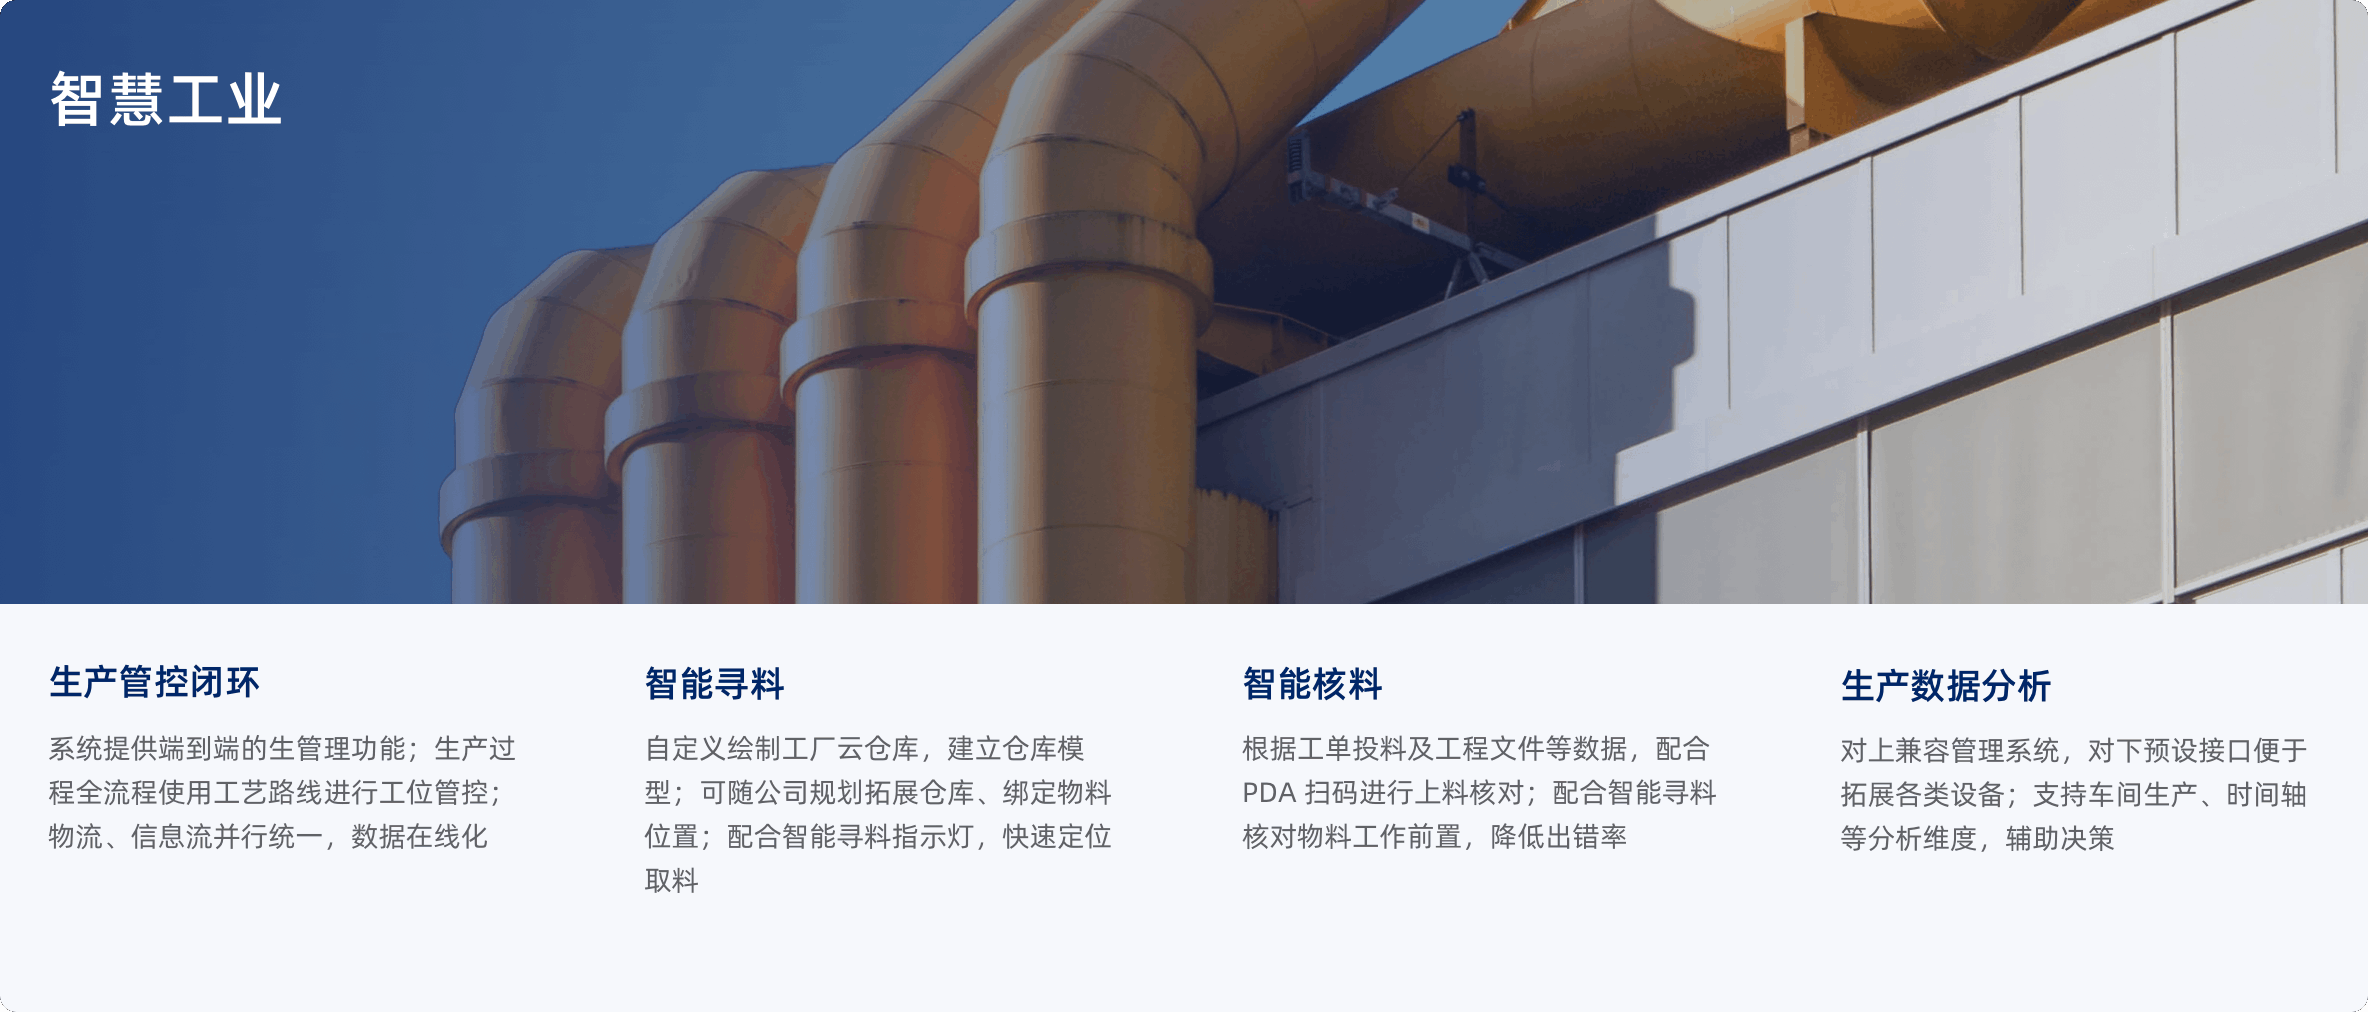 智慧工业
生产管控闭环
系统提供端到端的生管理功能；生产过
程全流程使用工艺路线进行工位管控；
物流、信息流并行统一，数据在线化
智能寻料
自定义绘制工厂云仓库，建立仓库模
型；可随公司规划拓展仓库、绑定物料
位置；配合智能寻料指示灯，快速定位
取料
智能核料
根据工单投料及工程文件等数据，配合
PDA 扫码进行上料核对；配合智能寻料
核对物料工作前置，降低出错率
生产数据分析
对上兼容管理系统，对下预设接口便于
拓展各类设备；支持车间生产、时间轴
等分析维度，辅助决策